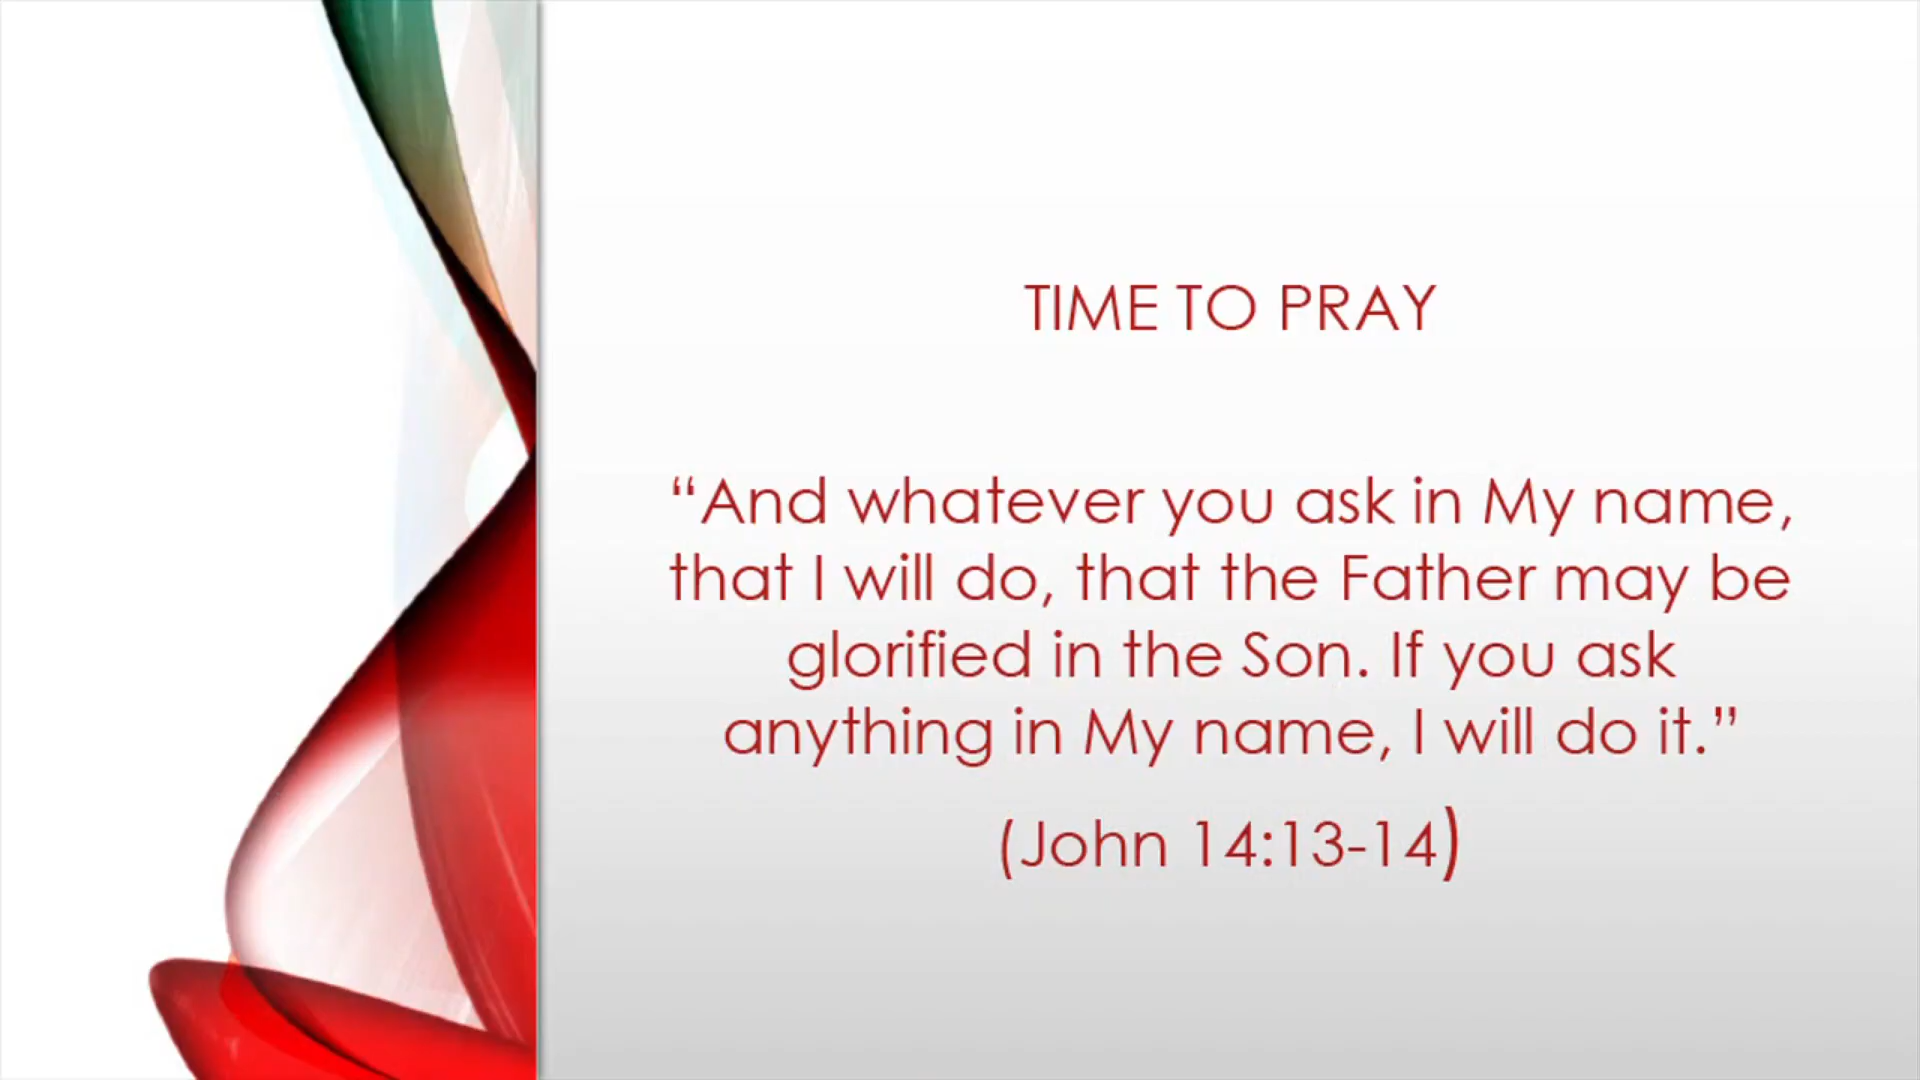 TIME TO PRAY
“And whatever you ask in My name,
that I will do, that the Father may be
glorified in the Son. If you ask
anything in My name, I will do it.”
(John 14:13-14)